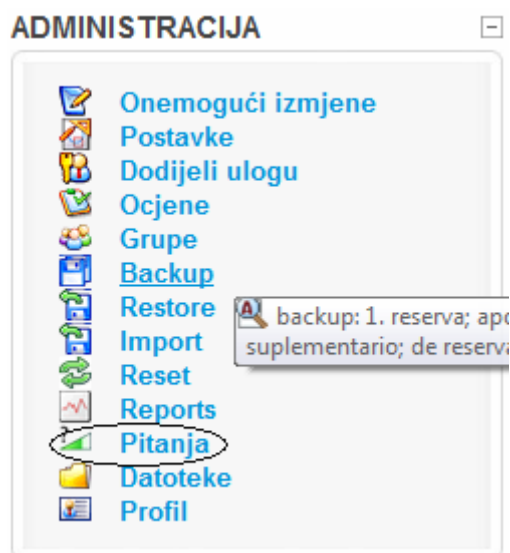 ADMINISTRACIJA
Onemogući izmjene
Postavke
Dodijeli ulogu
Ocjene
Grupe
Backup
Restore
Import
Reset
Reports
Pitanja
Datoteke
Profil
backup: 1. reserva; apo
suplementario; de reserva